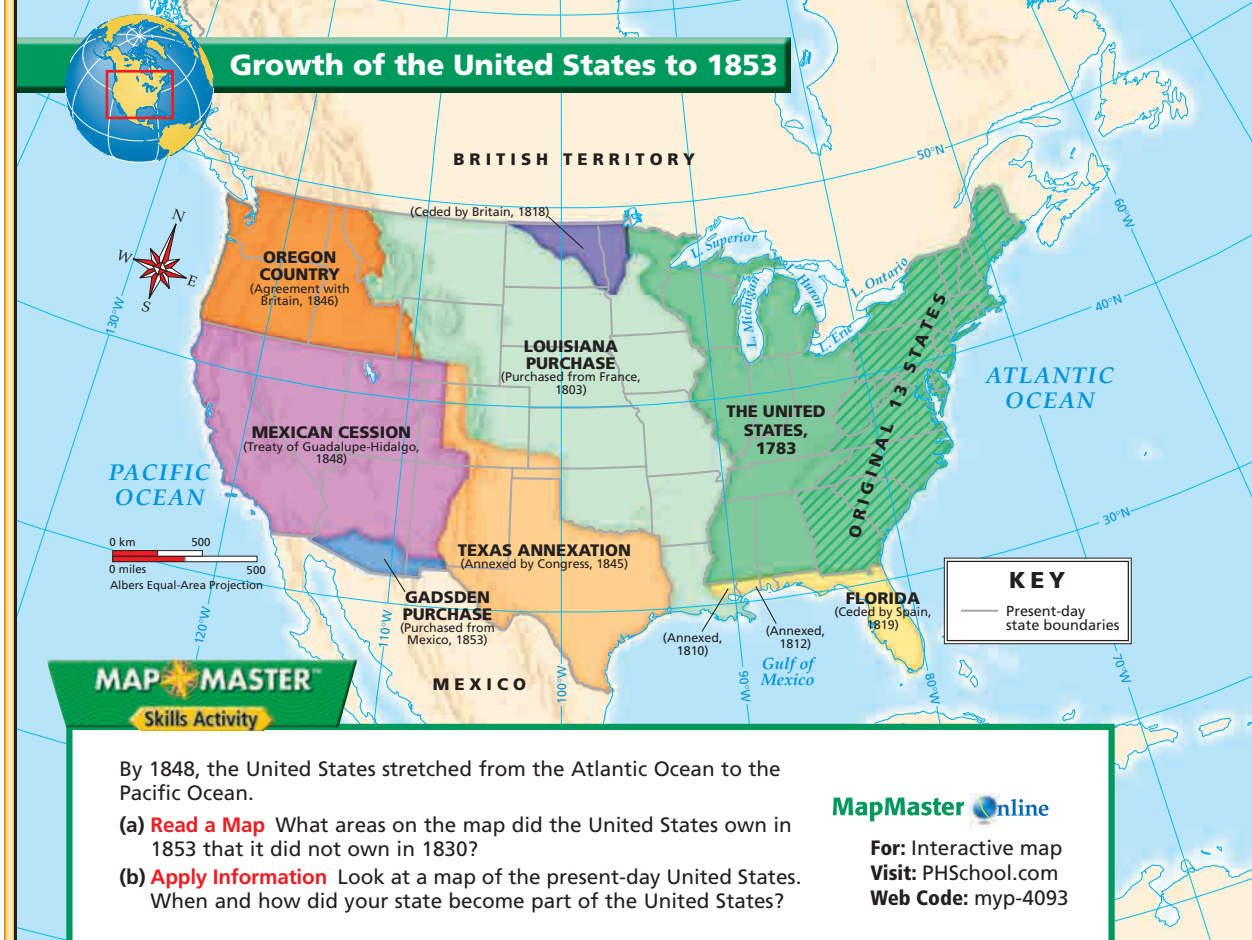 Growth of the United States to 1853
BRITISH TERRITORY
50°N
60°W
(Ceded by Britain, 1818)
N
W
E
S
OREGON
COUNTRY
(Agreement with
Britain, 1846)
L. Superior
L. Michigan
L. Huron
L. Ontario
L. Erie
130°W
40°N
LOUISIANA
PURCHASE
(Purchased from France,
1803)
ORIGINAL 13 STATES
ATLANTIC
OCEAN
THE UNITED
STATES,
1783
MEXICAN CESSION
(Treaty of Guadalupe-Hidalgo,
1848)
PACIFIC
OCEAN
30°N
0 km 500
0 miles 500
Albers Equal-Area Projection
TEXAS ANNEXATION
(Annexed by Congress, 1845)
GADSDEN
PURCHASE
(Purchased from
Mexico, 1853)
FLORIDA
(Ceded by Spain,
1819)
(Annexed,
1810)
(Annexed,
1812)
Gulf of
Mexico
KEY
Present-day
state boundaries
120°W
110°W
100°W
90°W
80°W
70°W
MEXICO
MAP MASTER™
Skills Activity
By 1848, the United States stretched from the Atlantic Ocean to the
Pacific Ocean.
(a) Read a Map What areas on the map did the United States own in
1853 that it did not own in 1830?
(b) Apply Information Look at a map of the present-day United States.
When and how did your state become part of the United States?
MapMaster Online
For: Interactive map
Visit: PHSchool.com
Web Code: myp-4093